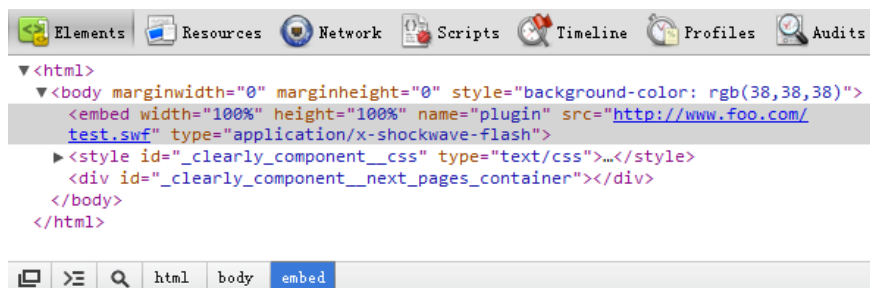 Elements Resources Network Scripts Timeline Profiles Audits
▼<html>
▼<body marginwidth="0" marginheight="0" style="background-color: rgb(38,38,38)">
<embed width="100%" height="100%" name="plugin" src="http://www.foo.com/
test.swf" type="application/x-shockwave-flash">
▶<style id="_clearly_component__css" type="text/css">…</style>
<div id="_clearly_component__next_pages_container"></div>
</body>
</html>
html body embed